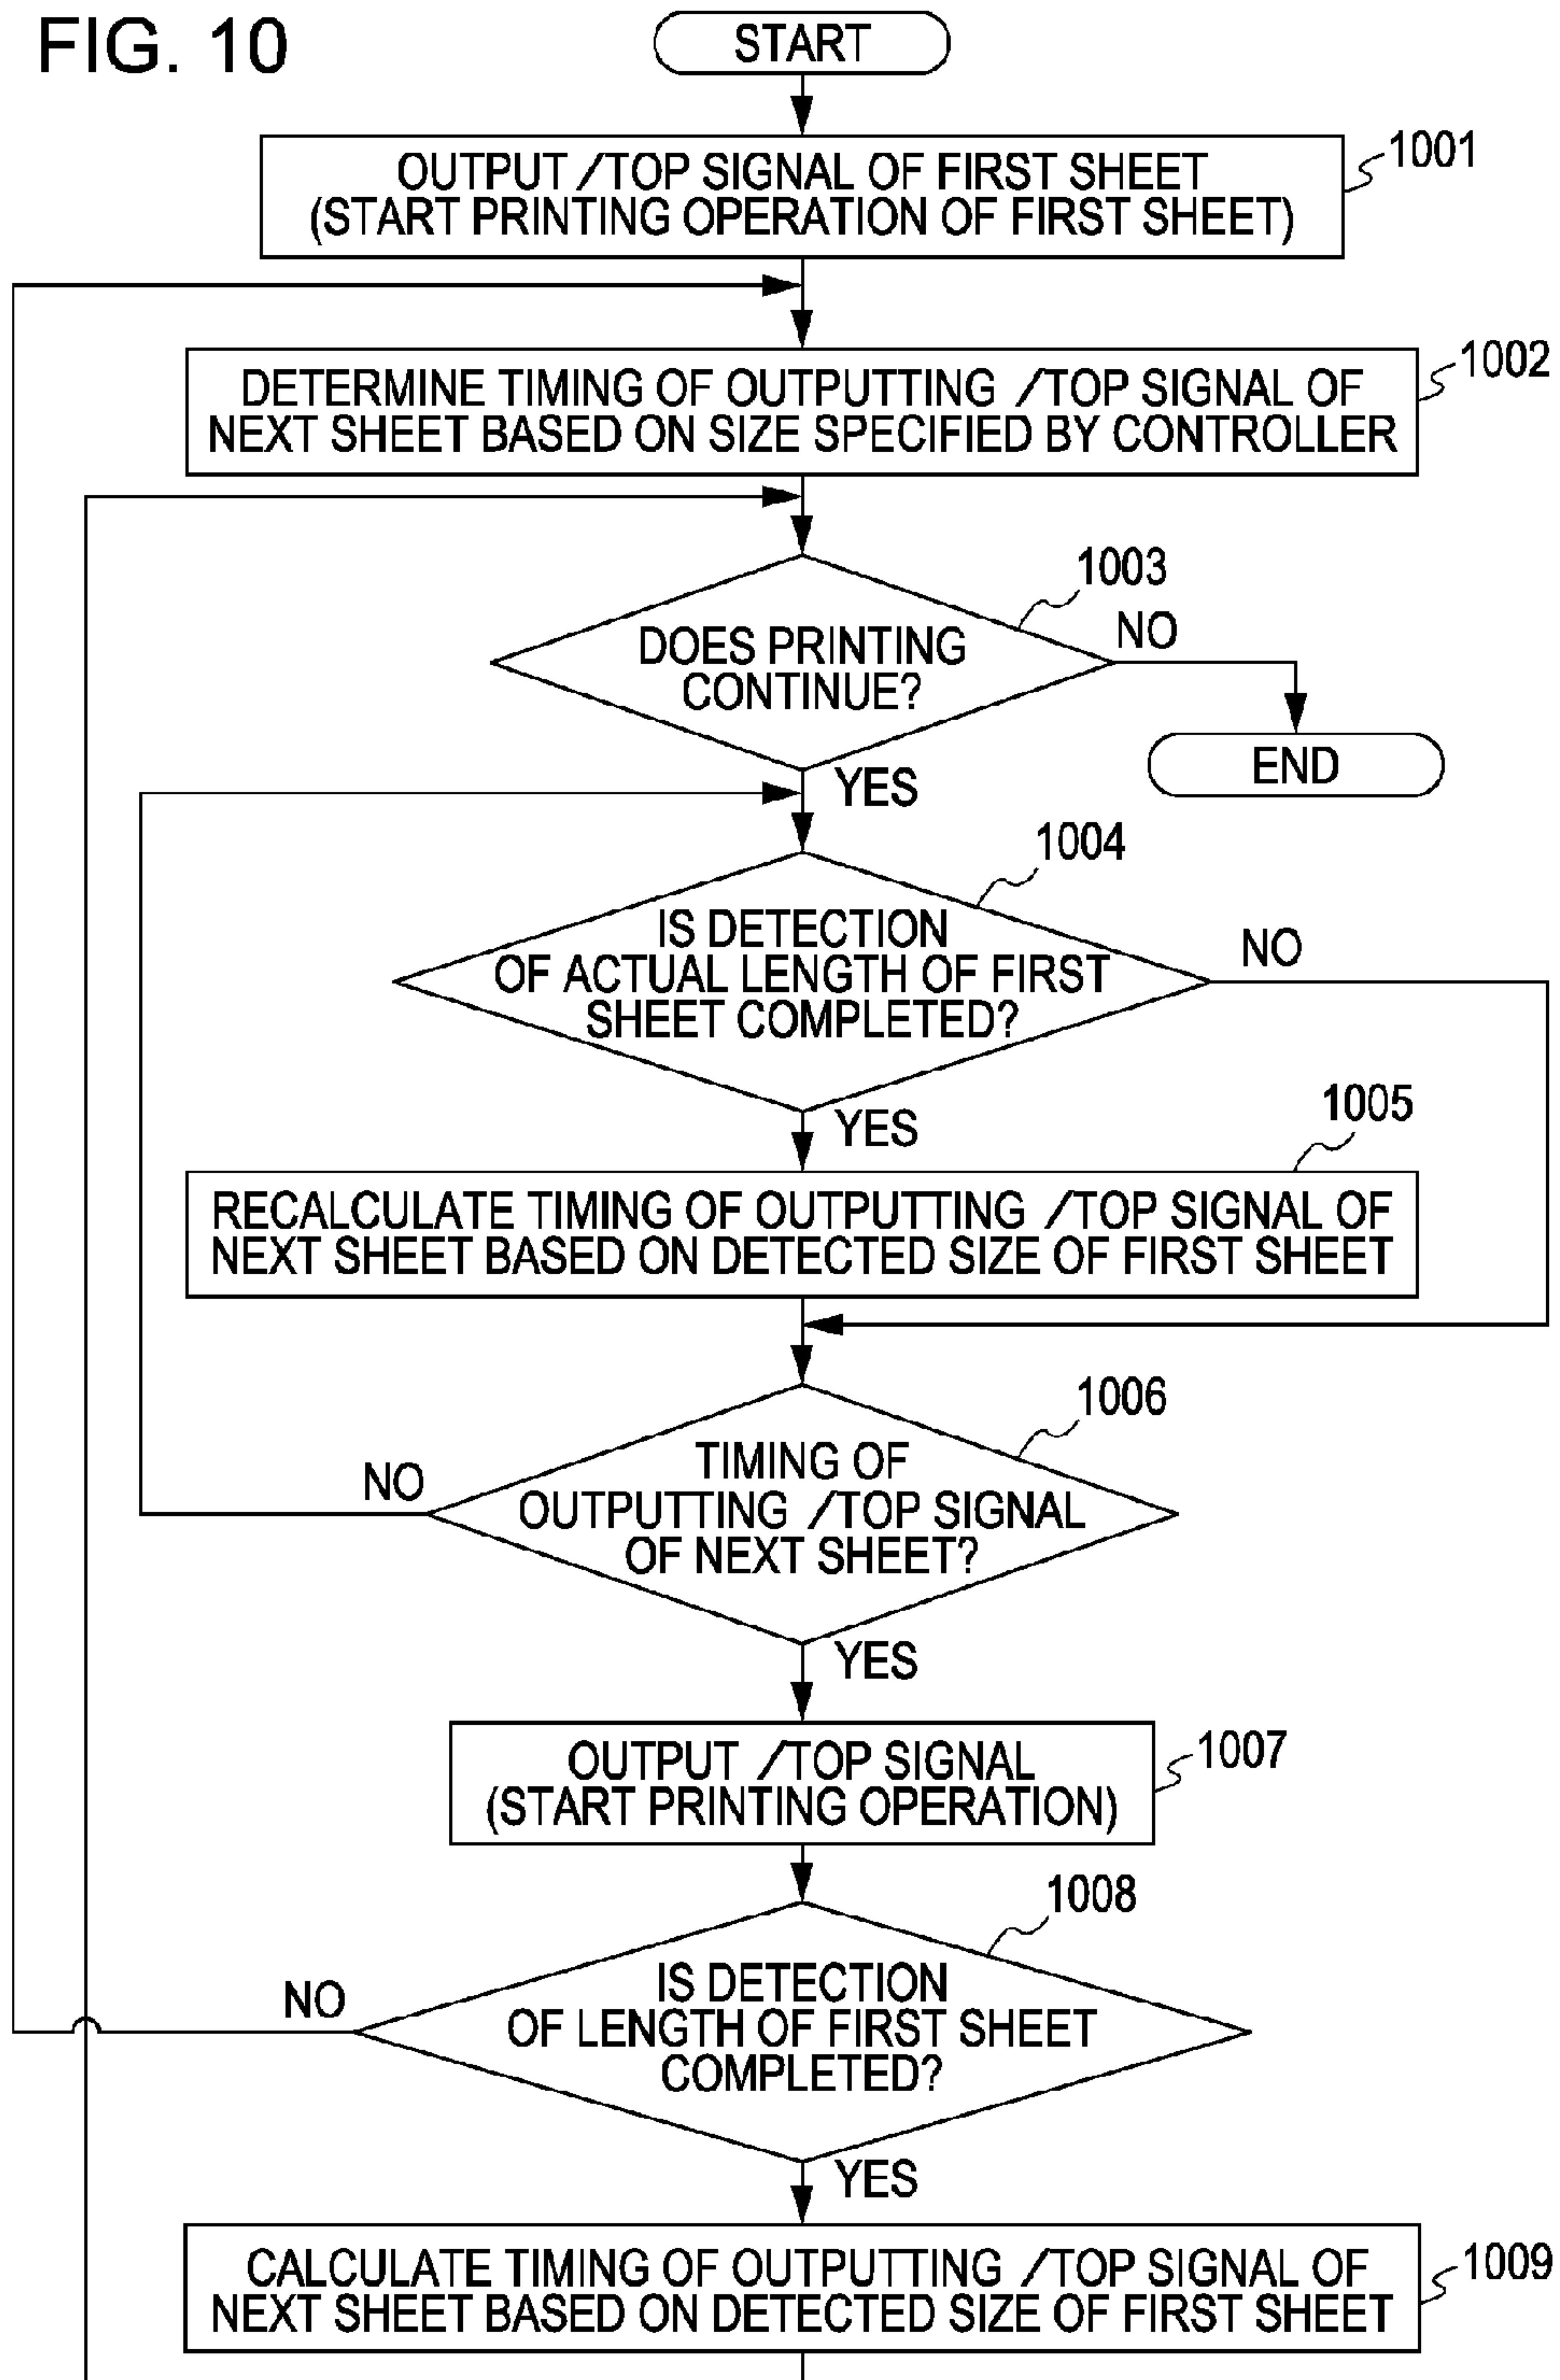 FIG. 10
START
OUTPUT /TOP SIGNAL OF FIRST SHEET
(START PRINTING OPERATION OF FIRST SHEET)
1001
DETERMINE TIMING OF OUTPUTTING /TOP SIGNAL OF
NEXT SHEET BASED ON SIZE SPECIFIED BY CONTROLLER
1002
DOES PRINTING
CONTINUE?
1003
NO
END
YES
IS DETECTION
OF ACTUAL LENGTH OF FIRST
SHEET COMPLETED?
1004
NO
YES
1005
RECALCULATE TIMING OF OUTPUTTING /TOP SIGNAL OF
NEXT SHEET BASED ON DETECTED SIZE OF FIRST SHEET
1006
TIMING OF
OUTPUTTING /TOP SIGNAL
OF NEXT SHEET?
NO
YES
OUTPUT /TOP SIGNAL
(START PRINTING OPERATION)
1007
1008
IS DETECTION
OF LENGTH OF FIRST SHEET
COMPLETED?
NO
YES
CALCULATE TIMING OF OUTPUTTING /TOP SIGNAL OF
NEXT SHEET BASED ON DETECTED SIZE OF FIRST SHEET
1009